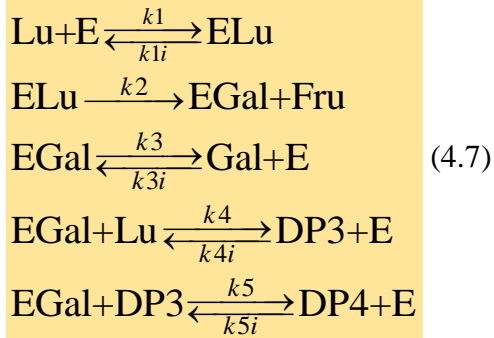 Lu+E ⇌ ELu k1 k1i
ELu → EGal+Fru k2
EGal ⇌ Gal+E k3 k3i (4.7)
EGal+Lu ⇌ DP3+E k4 k4i
EGal+DP3 ⇌ DP4+E k5 k5i